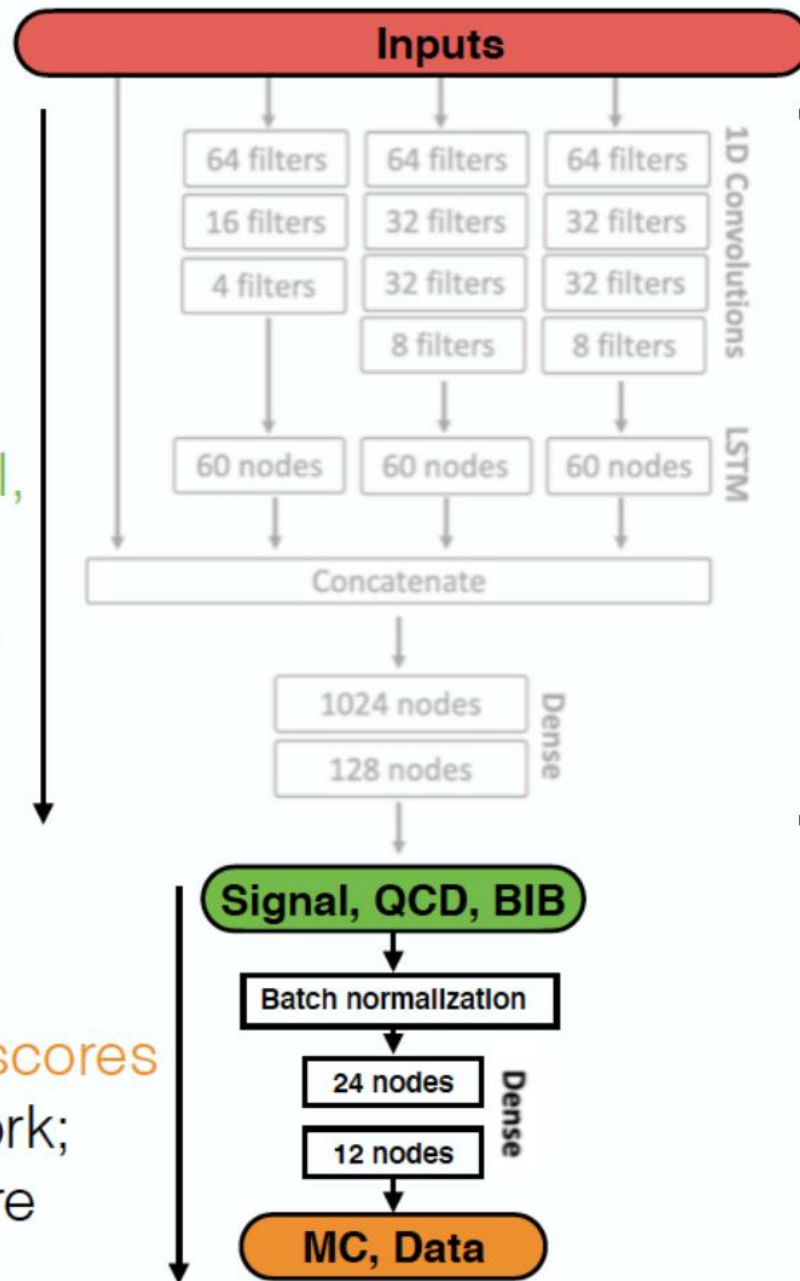 Inputs
64 filters 64 filters 64 filters
16 filters 32 filters 32 filters
4 filters 32 filters 32 filters
8 filters 8 filters
1D Convolutions
60 nodes 60 nodes 60 nodes
LSTM
Concatenate
1024 nodes
128 nodes
Dense
Signal, QCD, BIB
Batch normalization
24 nodes
12 nodes
Dense
MC, Data
scores